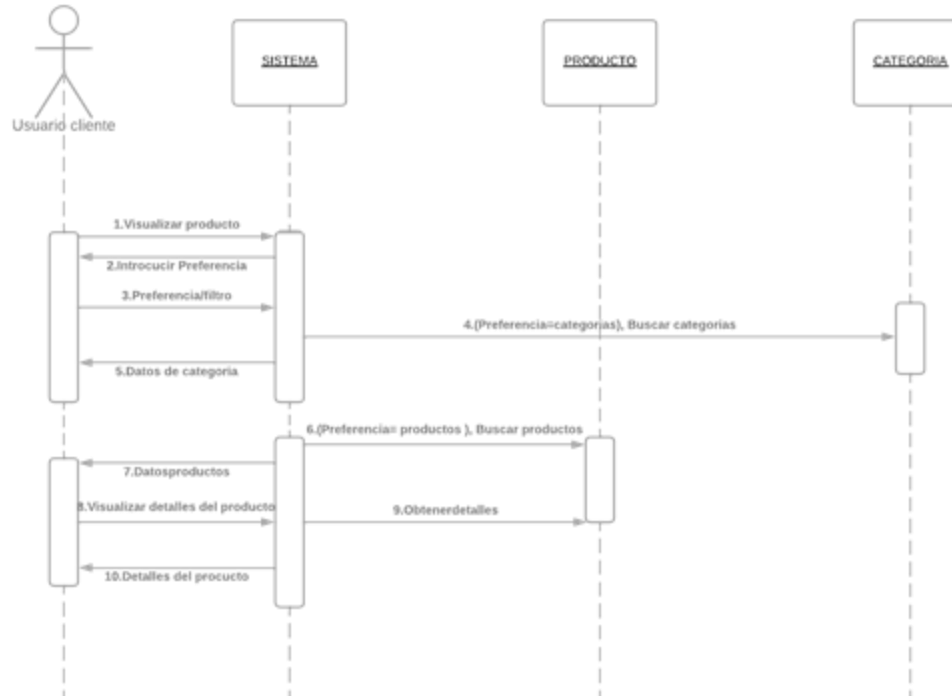 SISTEMA
PRODUCTO
CATEGORIA
Usuario cliente
1.Visualizar producto
2.Introcucir Preferencia
3.Preferencia/filtro
4.(Preferencia=categorias), Buscar categorias
5.Datos de categoria
6.(Preferencia= productos ), Buscar productos
7.Datosproductos
8.Visualizar detalles del producto
9.Obtenerdetalles
10.Detalles del procucto